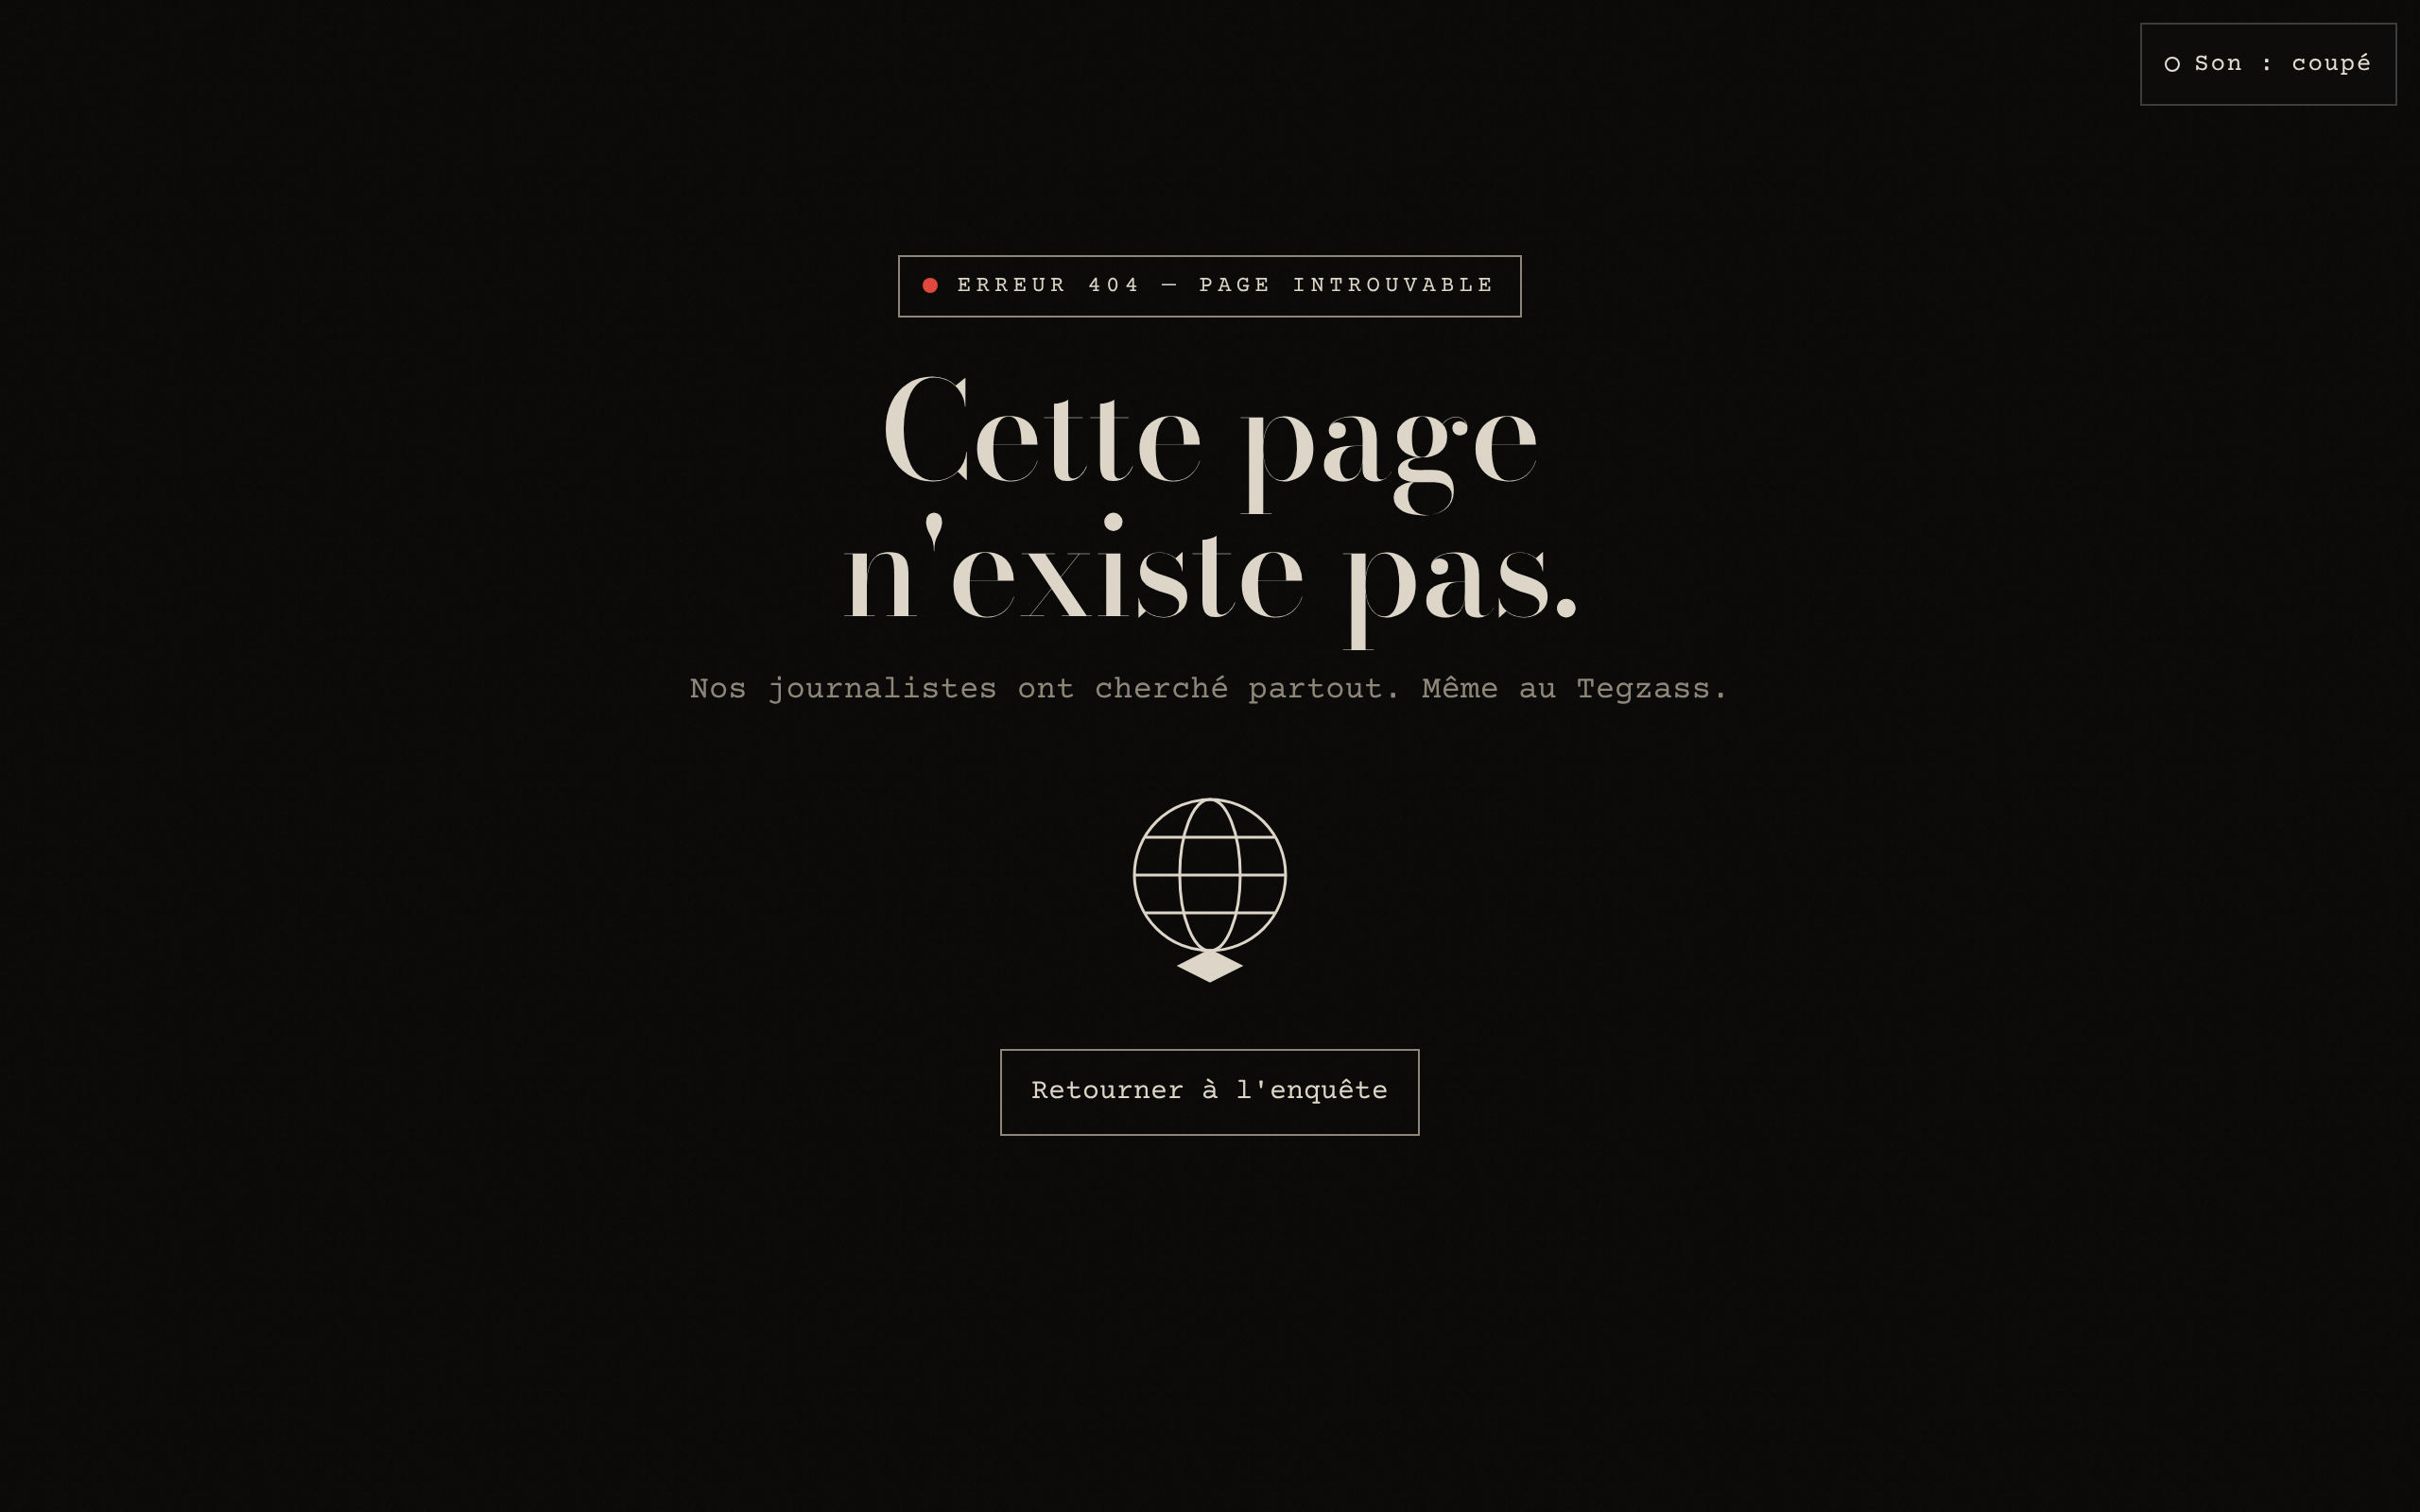 Son : coupé
ERREUR 404 — PAGE INTROUVABLE
Cette page
n'existe pas.
Nos journalistes ont cherché partout. Même au Tegzass.
Retourner à l'enquête